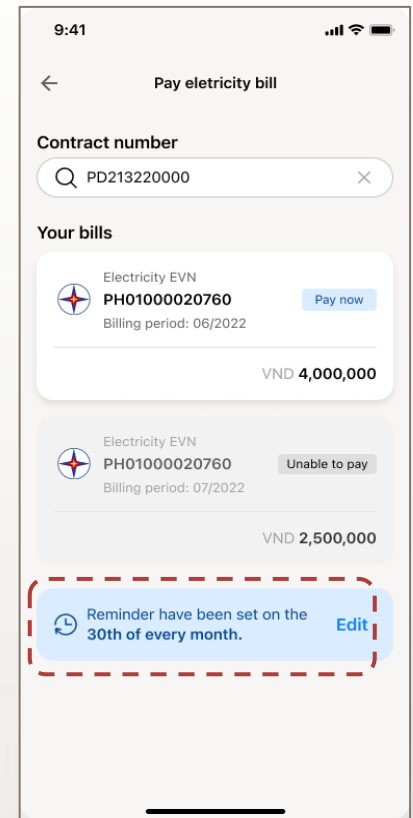 9:41
Pay eletricity bill
Contract number
PD213220000
Your bills
Electricity EVN
PH01000020760
Pay now
Billing period: 06/2022
VND 4,000,000
Electricity EVN
PH01000020760
Unable to pay
Billing period: 07/2022
VND 2,500,000
Reminder have been set on the
30th of every month.
Edit